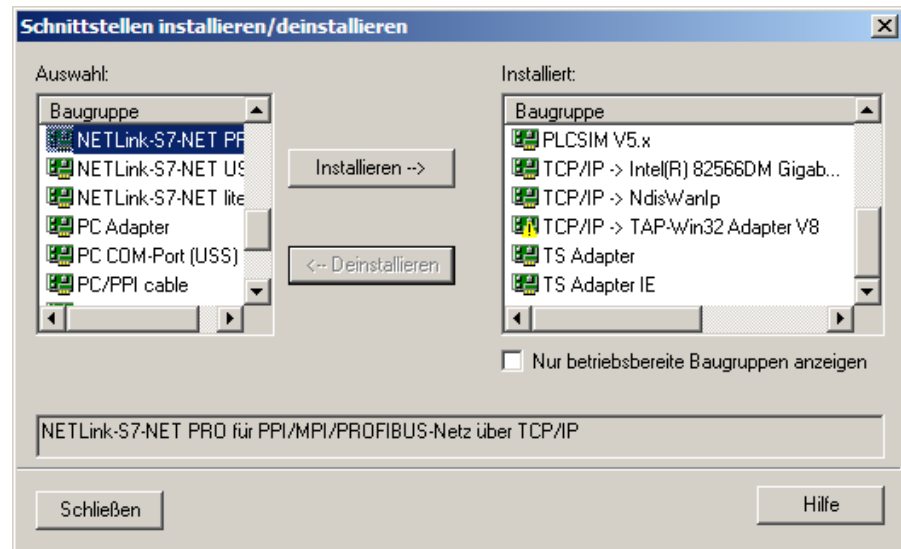 Schnittstellen installieren/deinstallieren
Auswahl:
Installiert:
Baugruppe
NETLink-S7-NET PR
NETLink-S7-NET US
NETLink-S7-NET lite
PC Adapter
PC COM-Port (USS)
PC/PPI cable
Installieren -->
<-- Deinstallieren
Baugruppe
PLCSIM V5.x
TCP/IP -> Intel(R) 82566DM Gigab...
TCP/IP -> NdisWanIp
TCP/IP -> TAP-Win32 Adapter V8
TS Adapter
TS Adapter IE
Nur betriebsbereite Baugruppen anzeigen
NETLink-S7-NET PRO für PPI/MPI/PROFIBUS-Netz über TCP/IP
Schließen
Hilfe